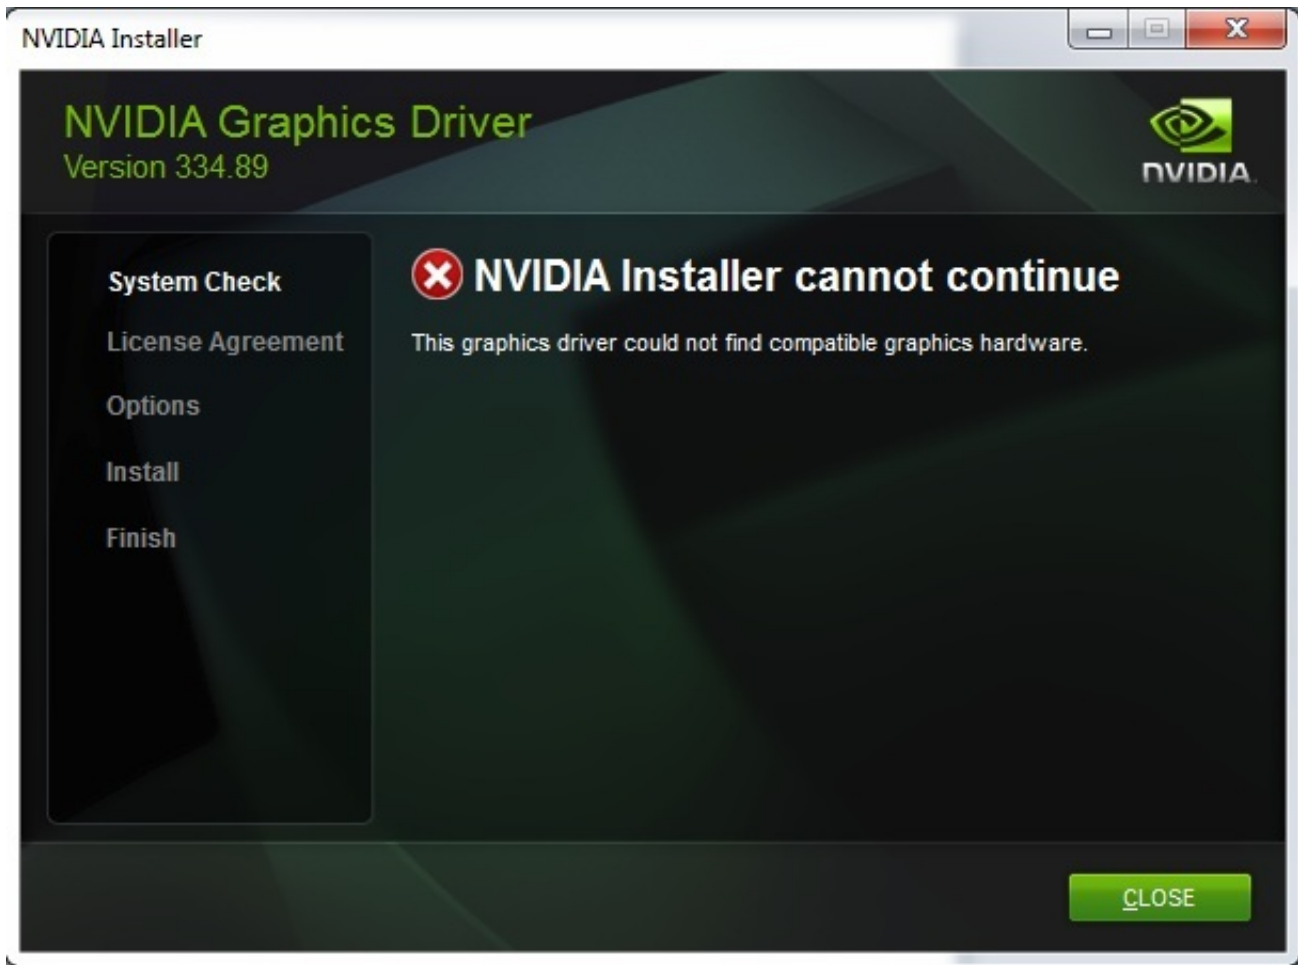 NVIDIA Installer
NVIDIA Graphics Driver
Version 334.89
NVIDIA.
System Check
License Agreement
Options
Install
Finish
NVIDIA Installer cannot continue
This graphics driver could not find compatible graphics hardware.
CLOSE